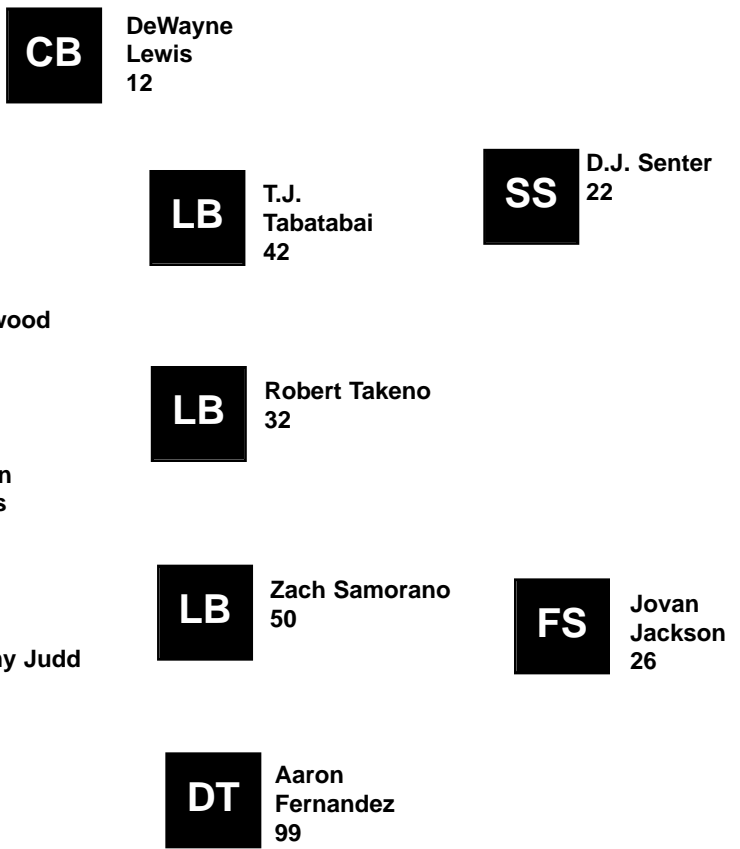 CB
DeWayne
Lewis
12
LB
T.J.
Tabatabai
42
SS
D.J. Senter
22
LB
Robert Takeno
32
LB
Zach Samorano
50
FS
Jovan
Jackson
26
Judd
DT
Aaron
Fernandez
99